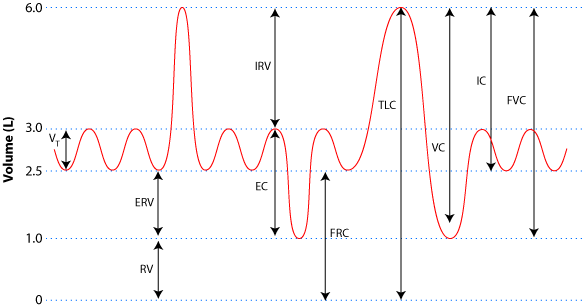 6.0
IRV
IC
TLC
FVC
3.0
V_T
VC
Volume (L)
2.5
EC
ERV
FRC
1.0
RV
0